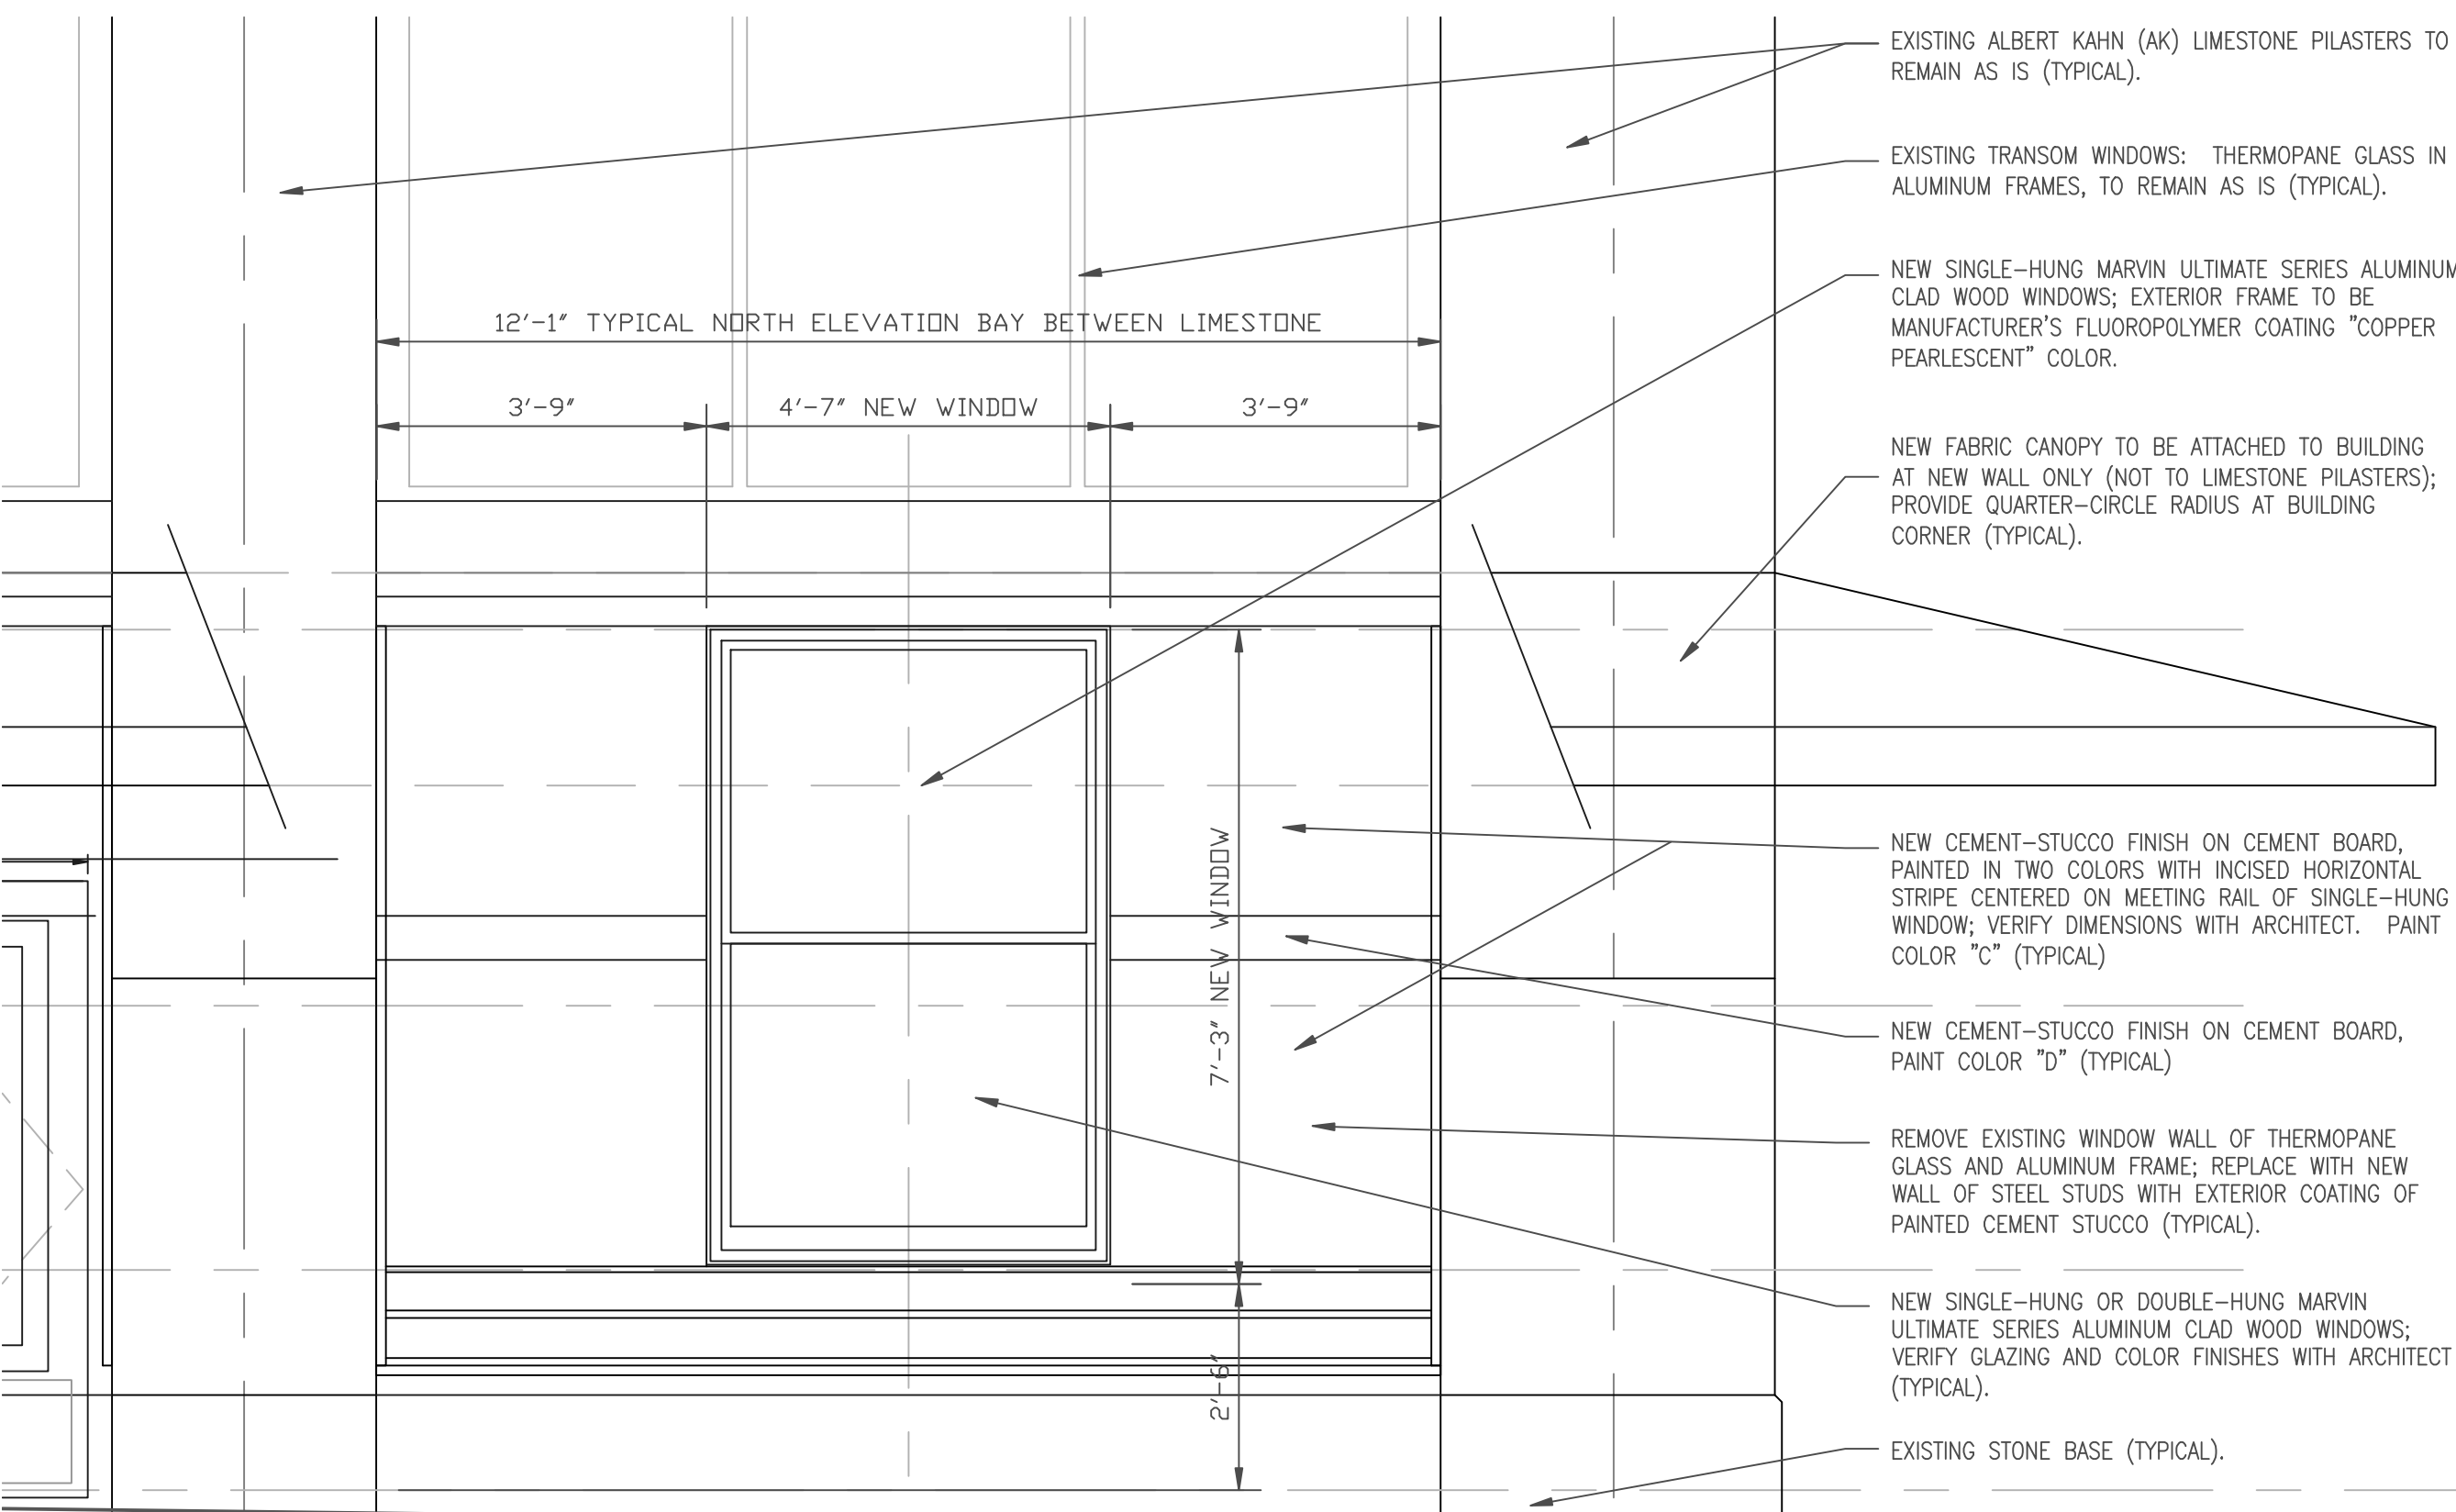 EXISTING ALBERT KAHN (AK) LIMESTONE PILASTERS TO
REMAIN AS IS (TYPICAL).
EXISTING TRANSOM WINDOWS: THERMOPANE GLASS IN
ALUMINUM FRAMES, TO REMAIN AS IS (TYPICAL).
NEW SINGLE-HUNG MARVIN ULTIMATE SERIES ALUMINUM
CLAD WOOD WINDOWS; EXTERIOR FRAME TO BE
MANUFACTURER'S FLUOROPOLYMER COATING "COPPER
PEARLESCENT" COLOR.
12'-1" TYPICAL NORTH ELEVATION BAY BETWEEN LIMESTONE
3'-9" 4'-7" NEW WINDOW 3'-9"
NEW FABRIC CANOPY TO BE ATTACHED TO BUILDING
AT NEW WALL ONLY (NOT TO LIMESTONE PILASTERS);
PROVIDE QUARTER-CIRCLE RADIUS AT BUILDING
CORNER (TYPICAL).
7'-3" NEW WINDOW
2'-6"
NEW CEMENT-STUCCO FINISH ON CEMENT BOARD,
PAINTED IN TWO COLORS WITH INCISED HORIZONTAL
STRIPE CENTERED ON MEETING RAIL OF SINGLE-HUNG
WINDOW; VERIFY DIMENSIONS WITH ARCHITECT. PAINT
COLOR "C" (TYPICAL)
NEW CEMENT-STUCCO FINISH ON CEMENT BOARD,
PAINT COLOR "D" (TYPICAL)
REMOVE EXISTING WINDOW WALL OF THERMOPANE
GLASS AND ALUMINUM FRAME; REPLACE WITH NEW
WALL OF STEEL STUDS WITH EXTERIOR COATING OF
PAINTED CEMENT STUCCO (TYPICAL).
NEW SINGLE-HUNG OR DOUBLE-HUNG MARVIN
ULTIMATE SERIES ALUMINUM CLAD WOOD WINDOWS;
VERIFY GLAZING AND COLOR FINISHES WITH ARCHITECT
(TYPICAL).
EXISTING STONE BASE (TYPICAL).